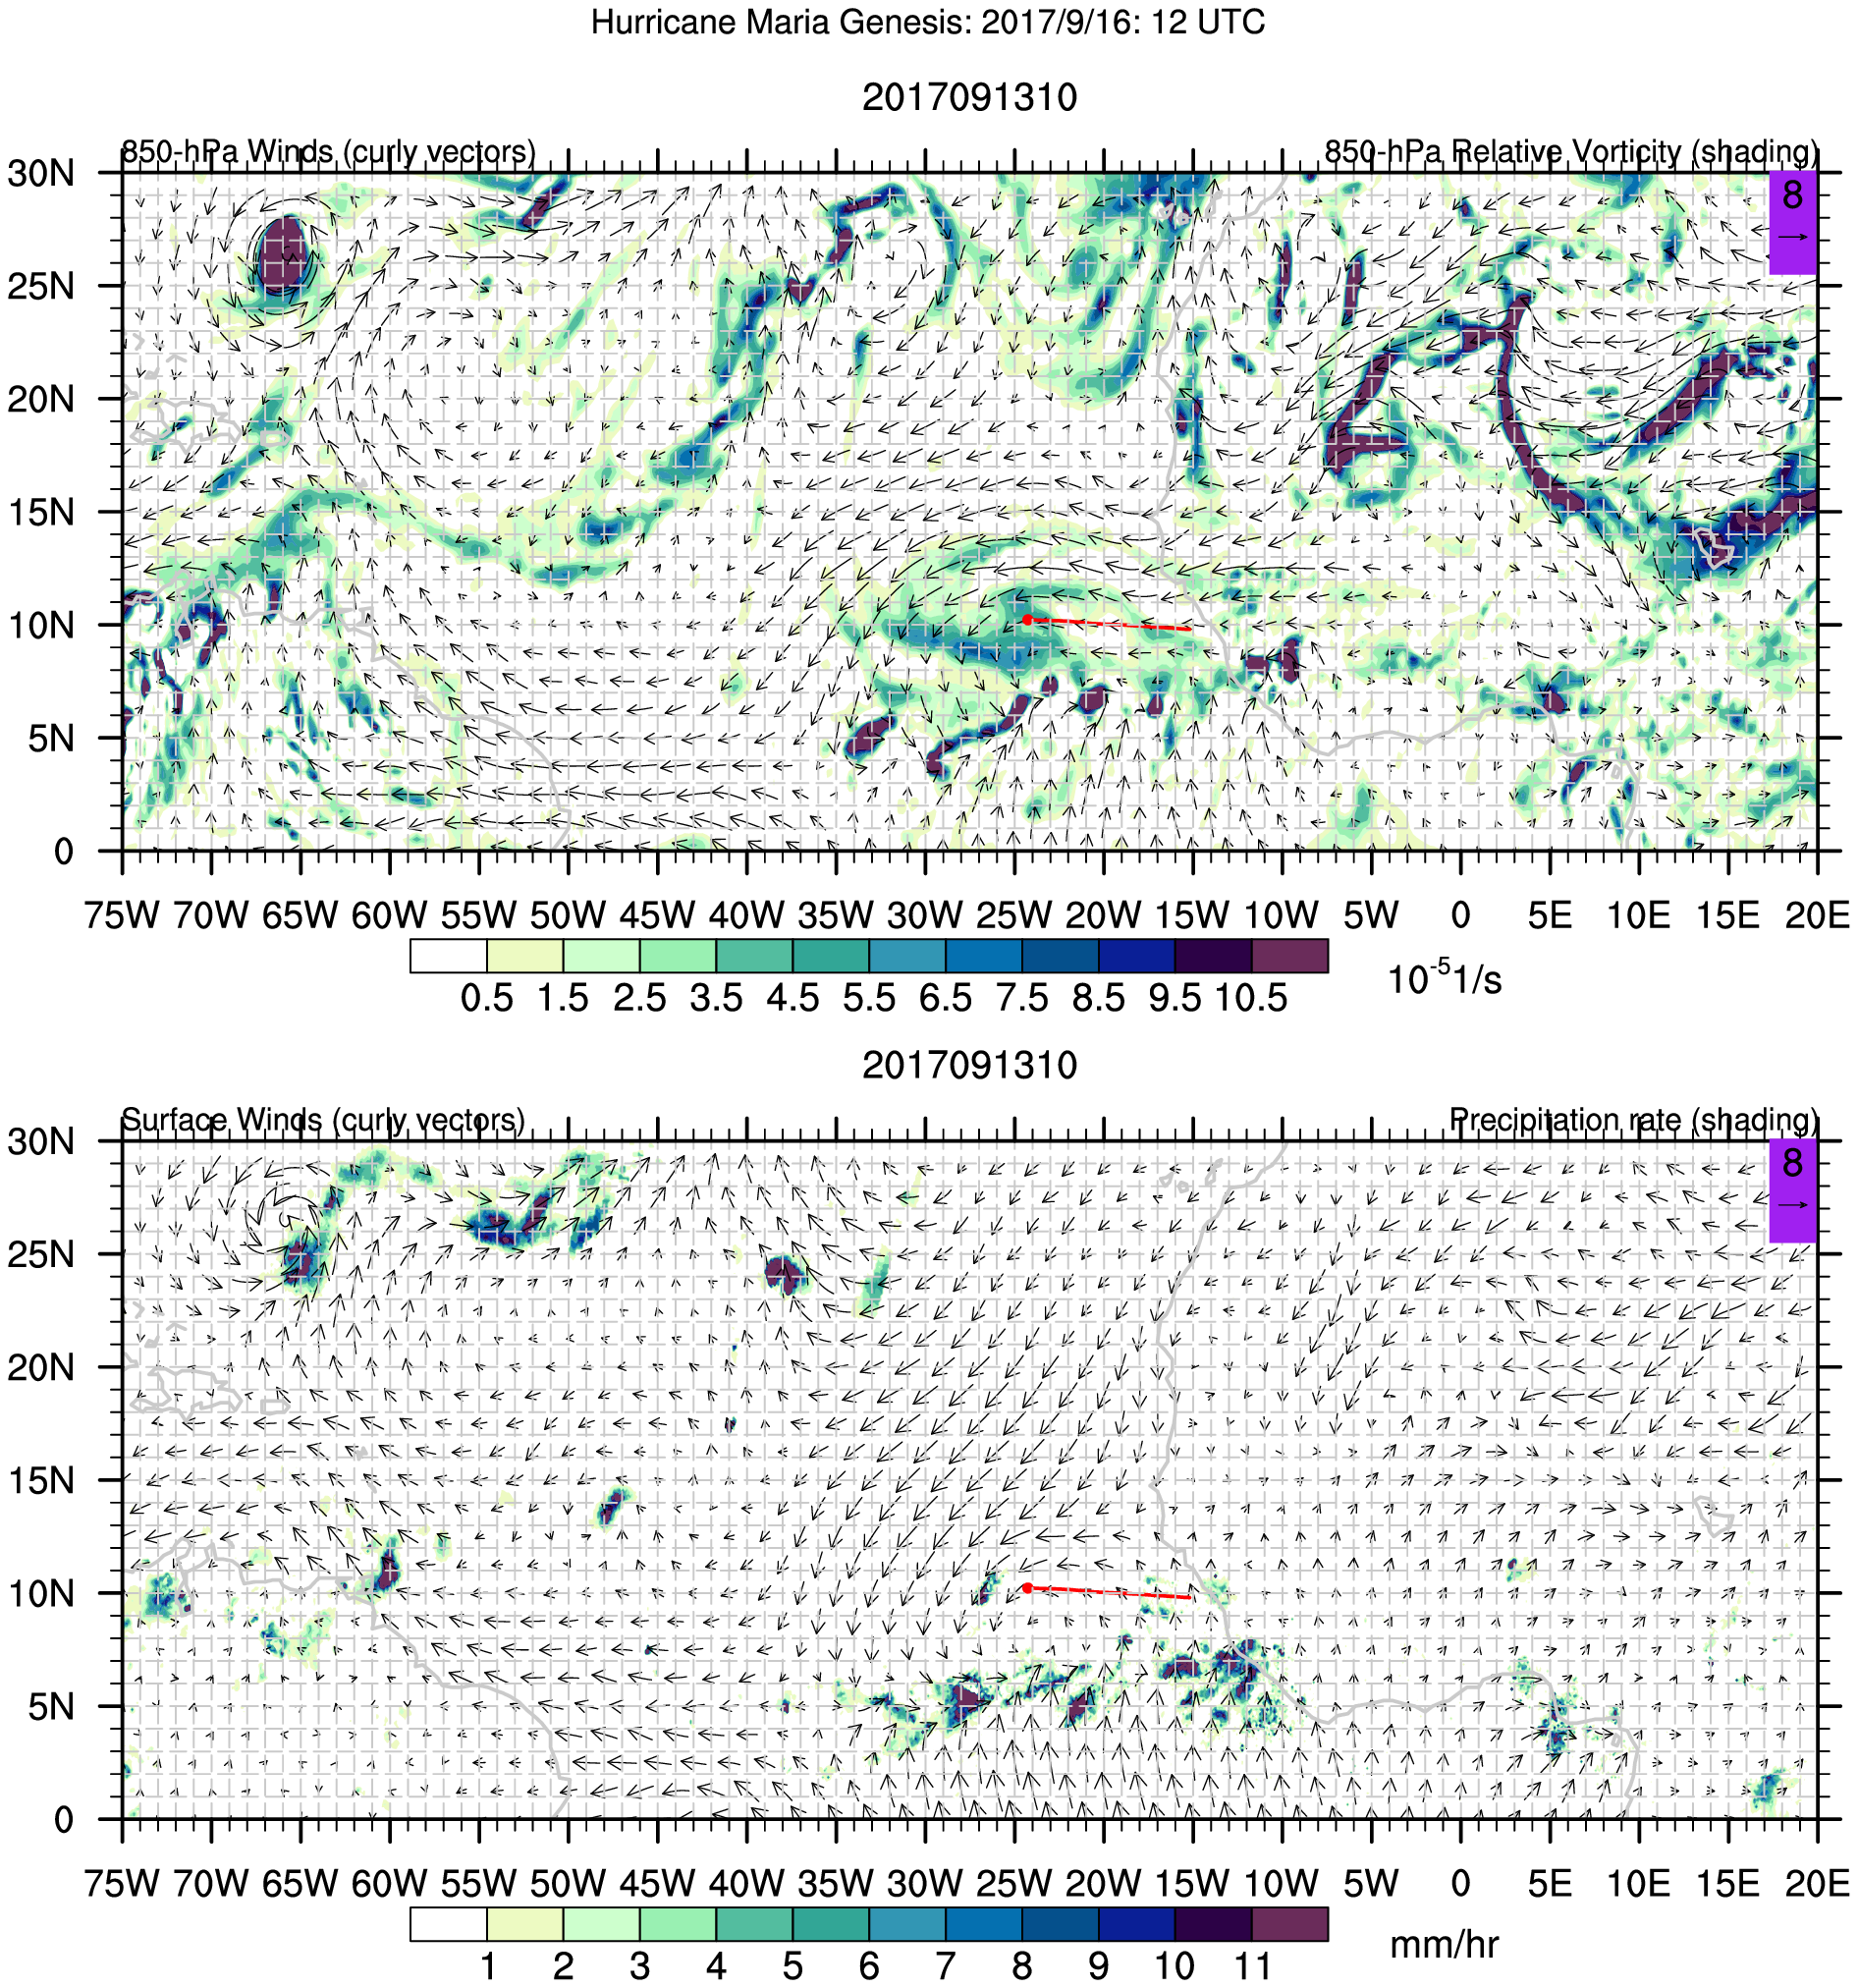 Hurricane Maria Genesis: 2017/9/16: 12 UTC
2017091310
850-hPa Winds (curly vectors) 850-hPa Relative Vorticity (shading)
8
30N
25N
20N
15N
10N
5N
0
75W 70W 65W 60W 55W 50W 45W 40W 35W 30W 25W 20W 15W 10W 5W 0 5E 10E 15E 20E
0.5 1.5 2.5 3.5 4.5 5.5 6.5 7.5 8.5 9.5 10.5
10-51/s
2017091310
Surface Winds (curly vectors) Precipitation rate (shading)
8
30N
25N
20N
15N
10N
5N
0
75W 70W 65W 60W 55W 50W 45W 40W 35W 30W 25W 20W 15W 10W 5W 0 5E 10E 15E 20E
1 2 3 4 5 6 7 8 9 10 11
mm/hr